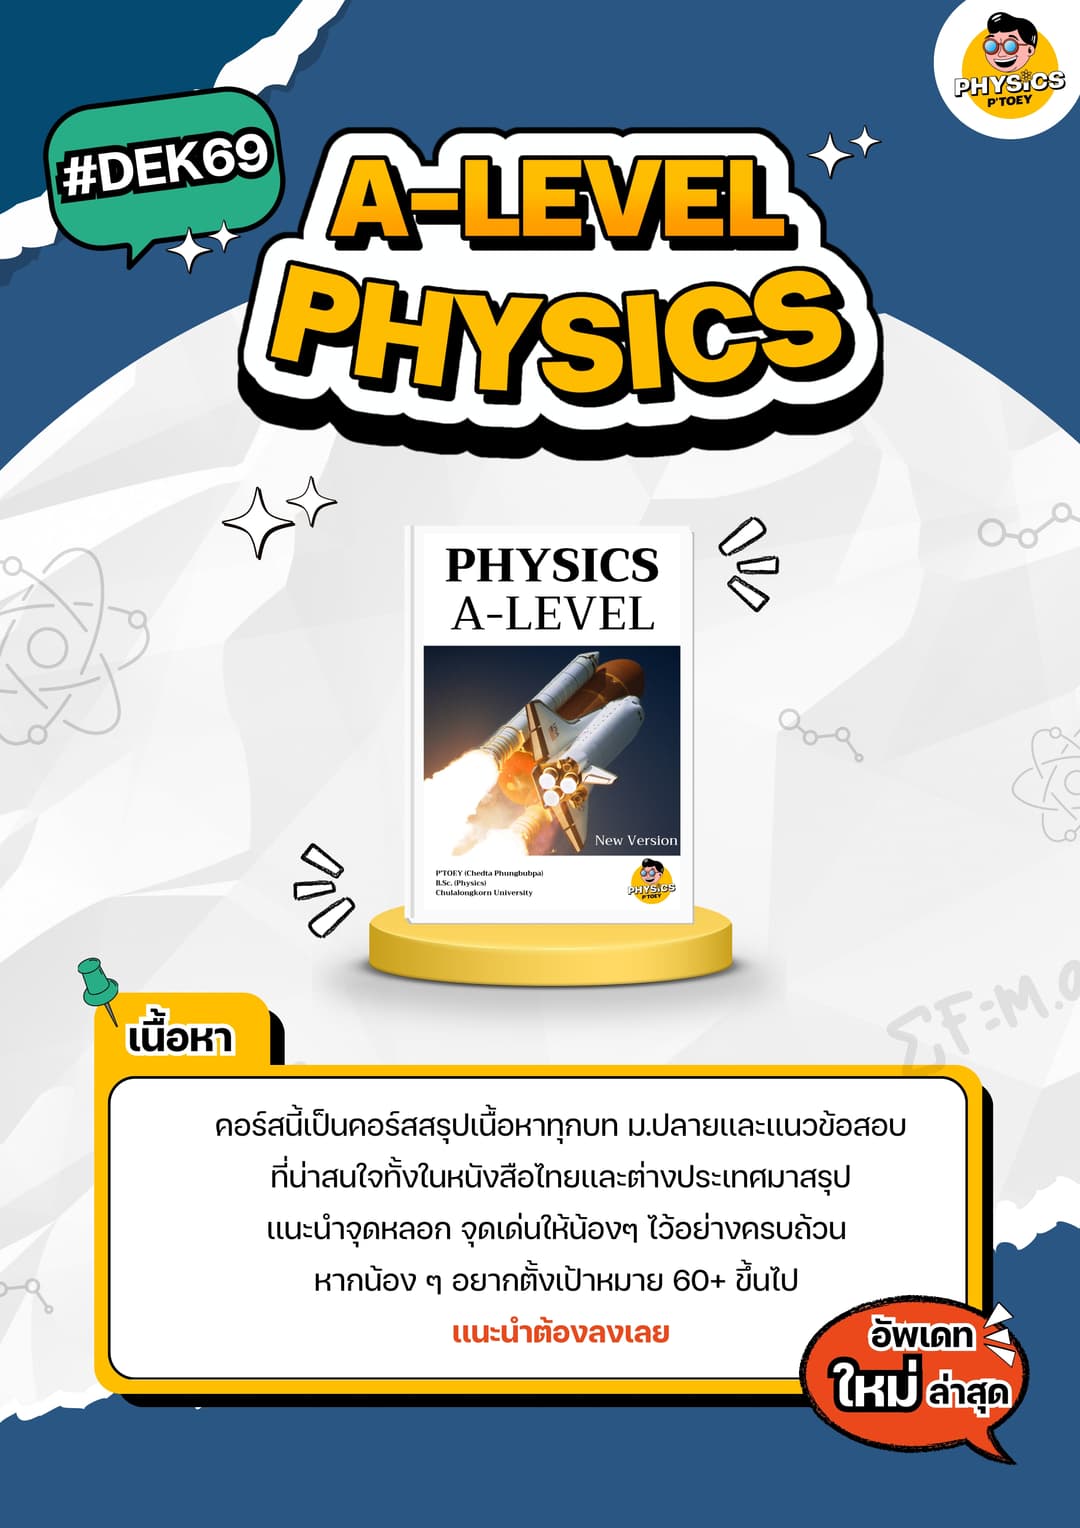 #DEK69
PHYSICS
P'TOEY
A-LEVEL
PHYSICS
PHYSICS
A-LEVEL
New Version
P'TOEY (Chedta Phungbubpa)
B.Sc. (Physics)
Chulalongkorn University
PHYSICS
P'TOEY
ΣF=m.a
เนื้อหา
คอร์สนี้เป็นคอร์สสรุปเนื้อหาทุกบท ม.ปลายและแนวข้อสอบ
ที่น่าสนใจทั้งในหนังสือไทยและต่างประเทศมาสรุป
แนะนำจุดหลอก จุดเด่นให้น้องๆ ไว้อย่างครบถ้วน
หากน้อง ๆ อยากตั้งเป้าหมาย 60+ ขึ้นไป
แนะนำต้องลงเลย
อัพเดท
ใหม่ ล่าสุด